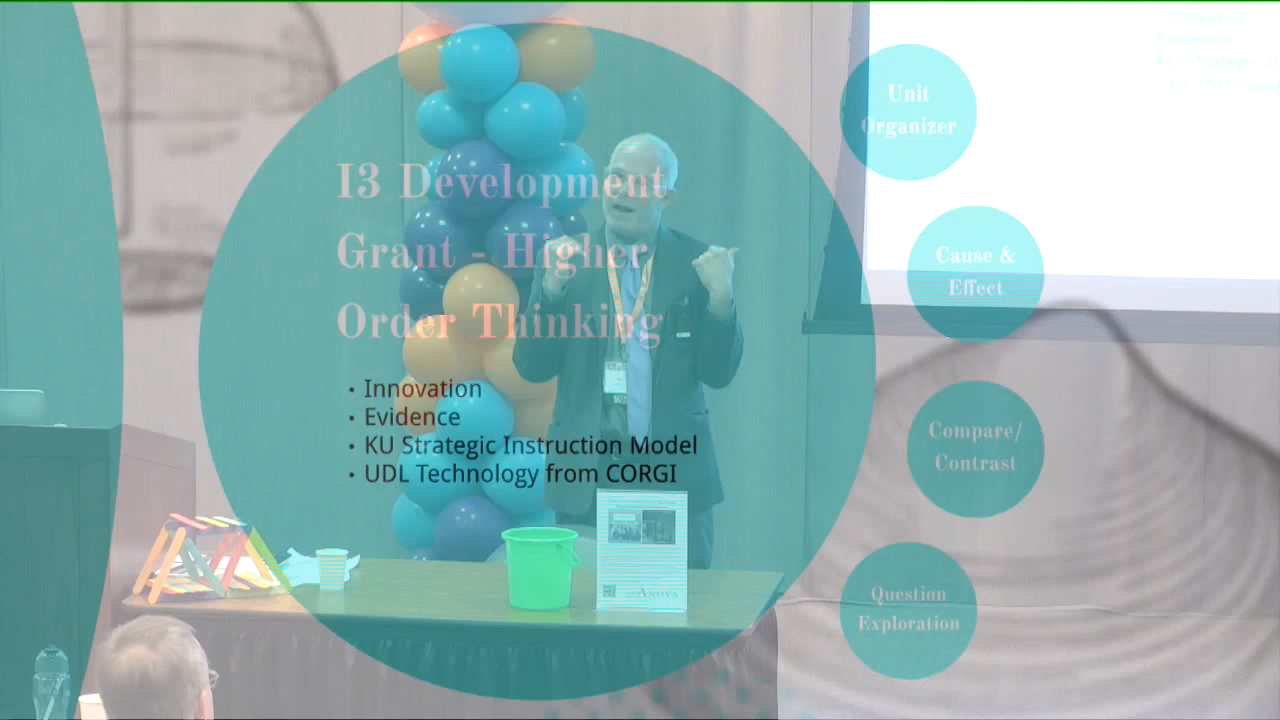 I3 Development
Grant - Higher
Order Thinking
• Innovation
• Evidence
• KU Strategic Instruction Model
• UDL Technology from CORGI
Unit
Organizer
Cause &
Effect
Compare/
Contrast
Question
Exploration
ANOVA